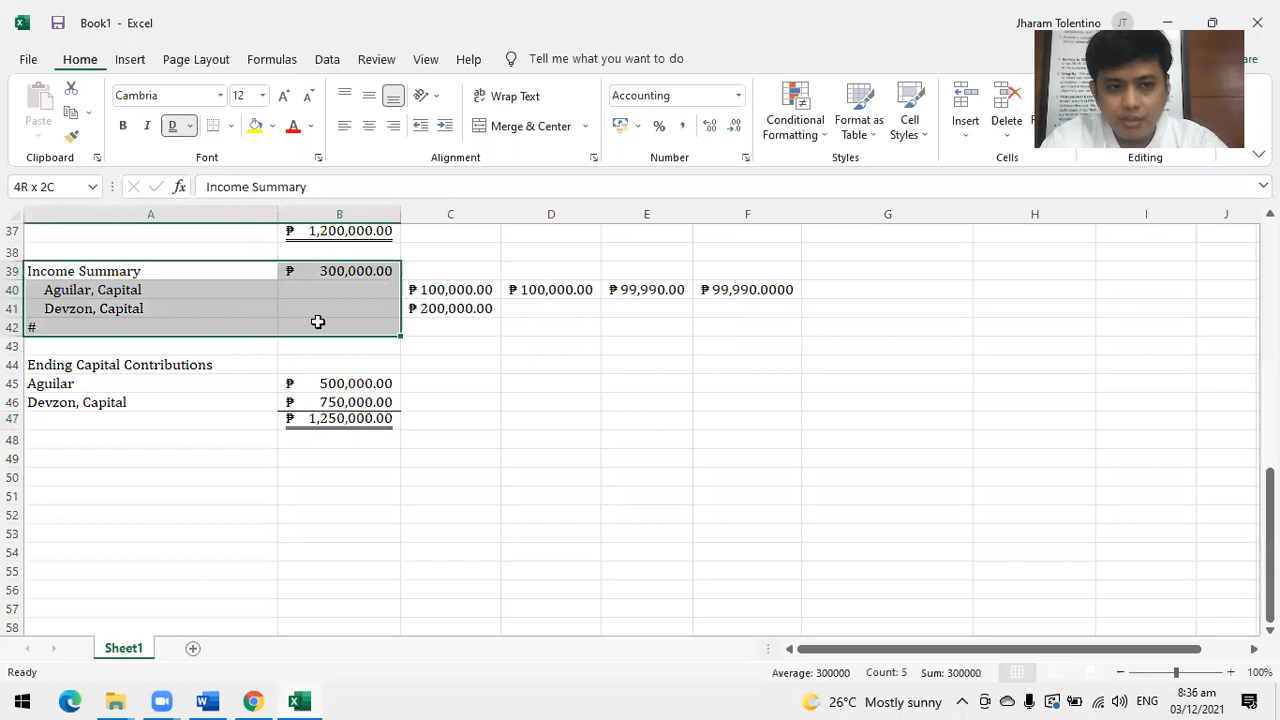 Book1 - Excel
Jharam Tolentino JT
File Home Insert Page Layout Formulas Data Review View Help Tell me what you want to do
Cambria 12 Wrap Text Accounting
Paste B I D A Merge & Center % , Conditional Formatting Format as Table Cell Styles Insert Delete
Clipboard Font Alignment Number Styles Cells Editing
4R x 2C fx Income Summary
A B C D E F G H I J
37 ₱ 1,200,000.00
38
39 Income Summary ₱ 300,000.00
40 Aguilar, Capital ₱ 100,000.00 ₱ 100,000.00 ₱ 99,990.00 ₱ 99,990.0000
41 Devzon, Capital ₱ 200,000.00
42 #
43
44 Ending Capital Contributions
45 Aguilar ₱ 500,000.00
46 Devzon, Capital ₱ 750,000.00
47 ₱ 1,250,000.00
48
49
50
51
52
53
54
55
56
57
58
Sheet1
Ready Average: 300000 Count: 5 Sum: 300000 100%
26°C Mostly sunny ENG 8:36 am
03/12/2021